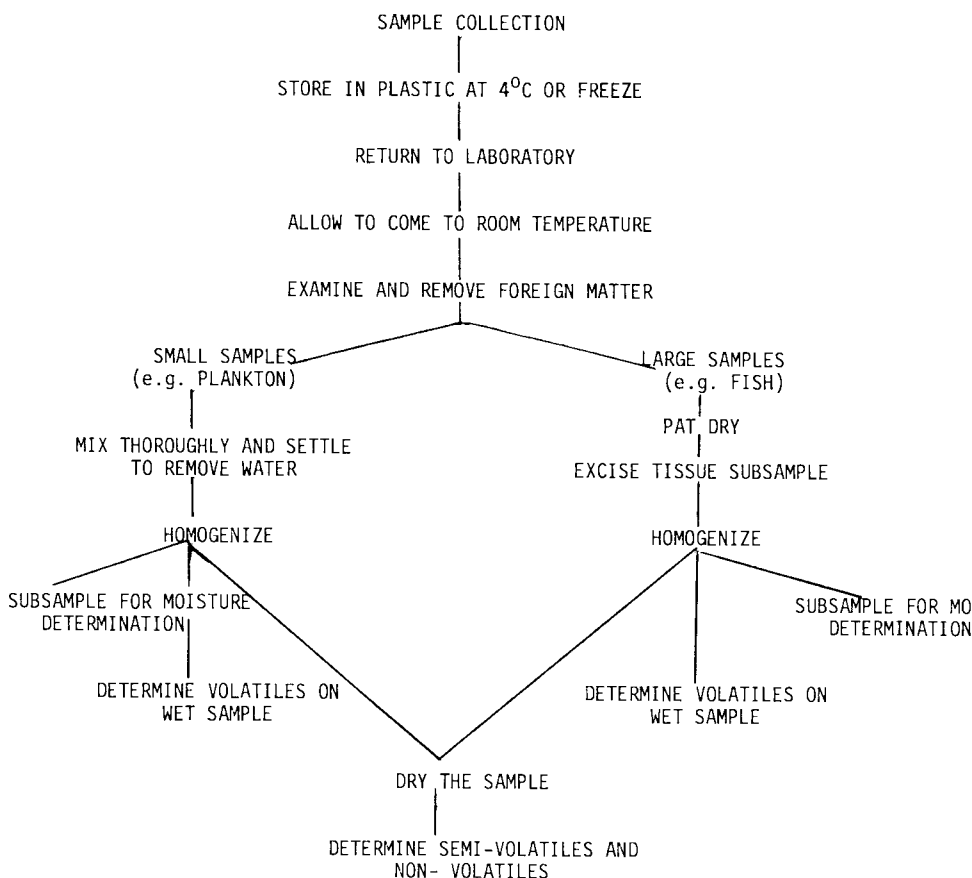 SAMPLE COLLECTION
STORE IN PLASTIC AT 4⁰C OR FREEZE
RETURN TO LABORATORY
ALLOW TO COME TO ROOM TEMPERATURE
EXAMINE AND REMOVE FOREIGN MATTER
SMALL SAMPLES
(e.g. PLANKTON)
MIX THOROUGHLY AND SETTLE
TO REMOVE WATER
HOMOGENIZE
SUBSAMPLE FOR MOISTURE
DETERMINATION
DETERMINE VOLATILES ON
WET SAMPLE
LARGE SAMPLES
(e.g. FISH)
PAT DRY
EXCISE TISSUE SUBSAMPLE
HOMOGENIZE
SUBSAMPLE FOR MO
DETERMINATION
DETERMINE VOLATILES ON
WET SAMPLE
DRY THE SAMPLE
DETERMINE SEMI-VOLATILES AND
NON- VOLATILES